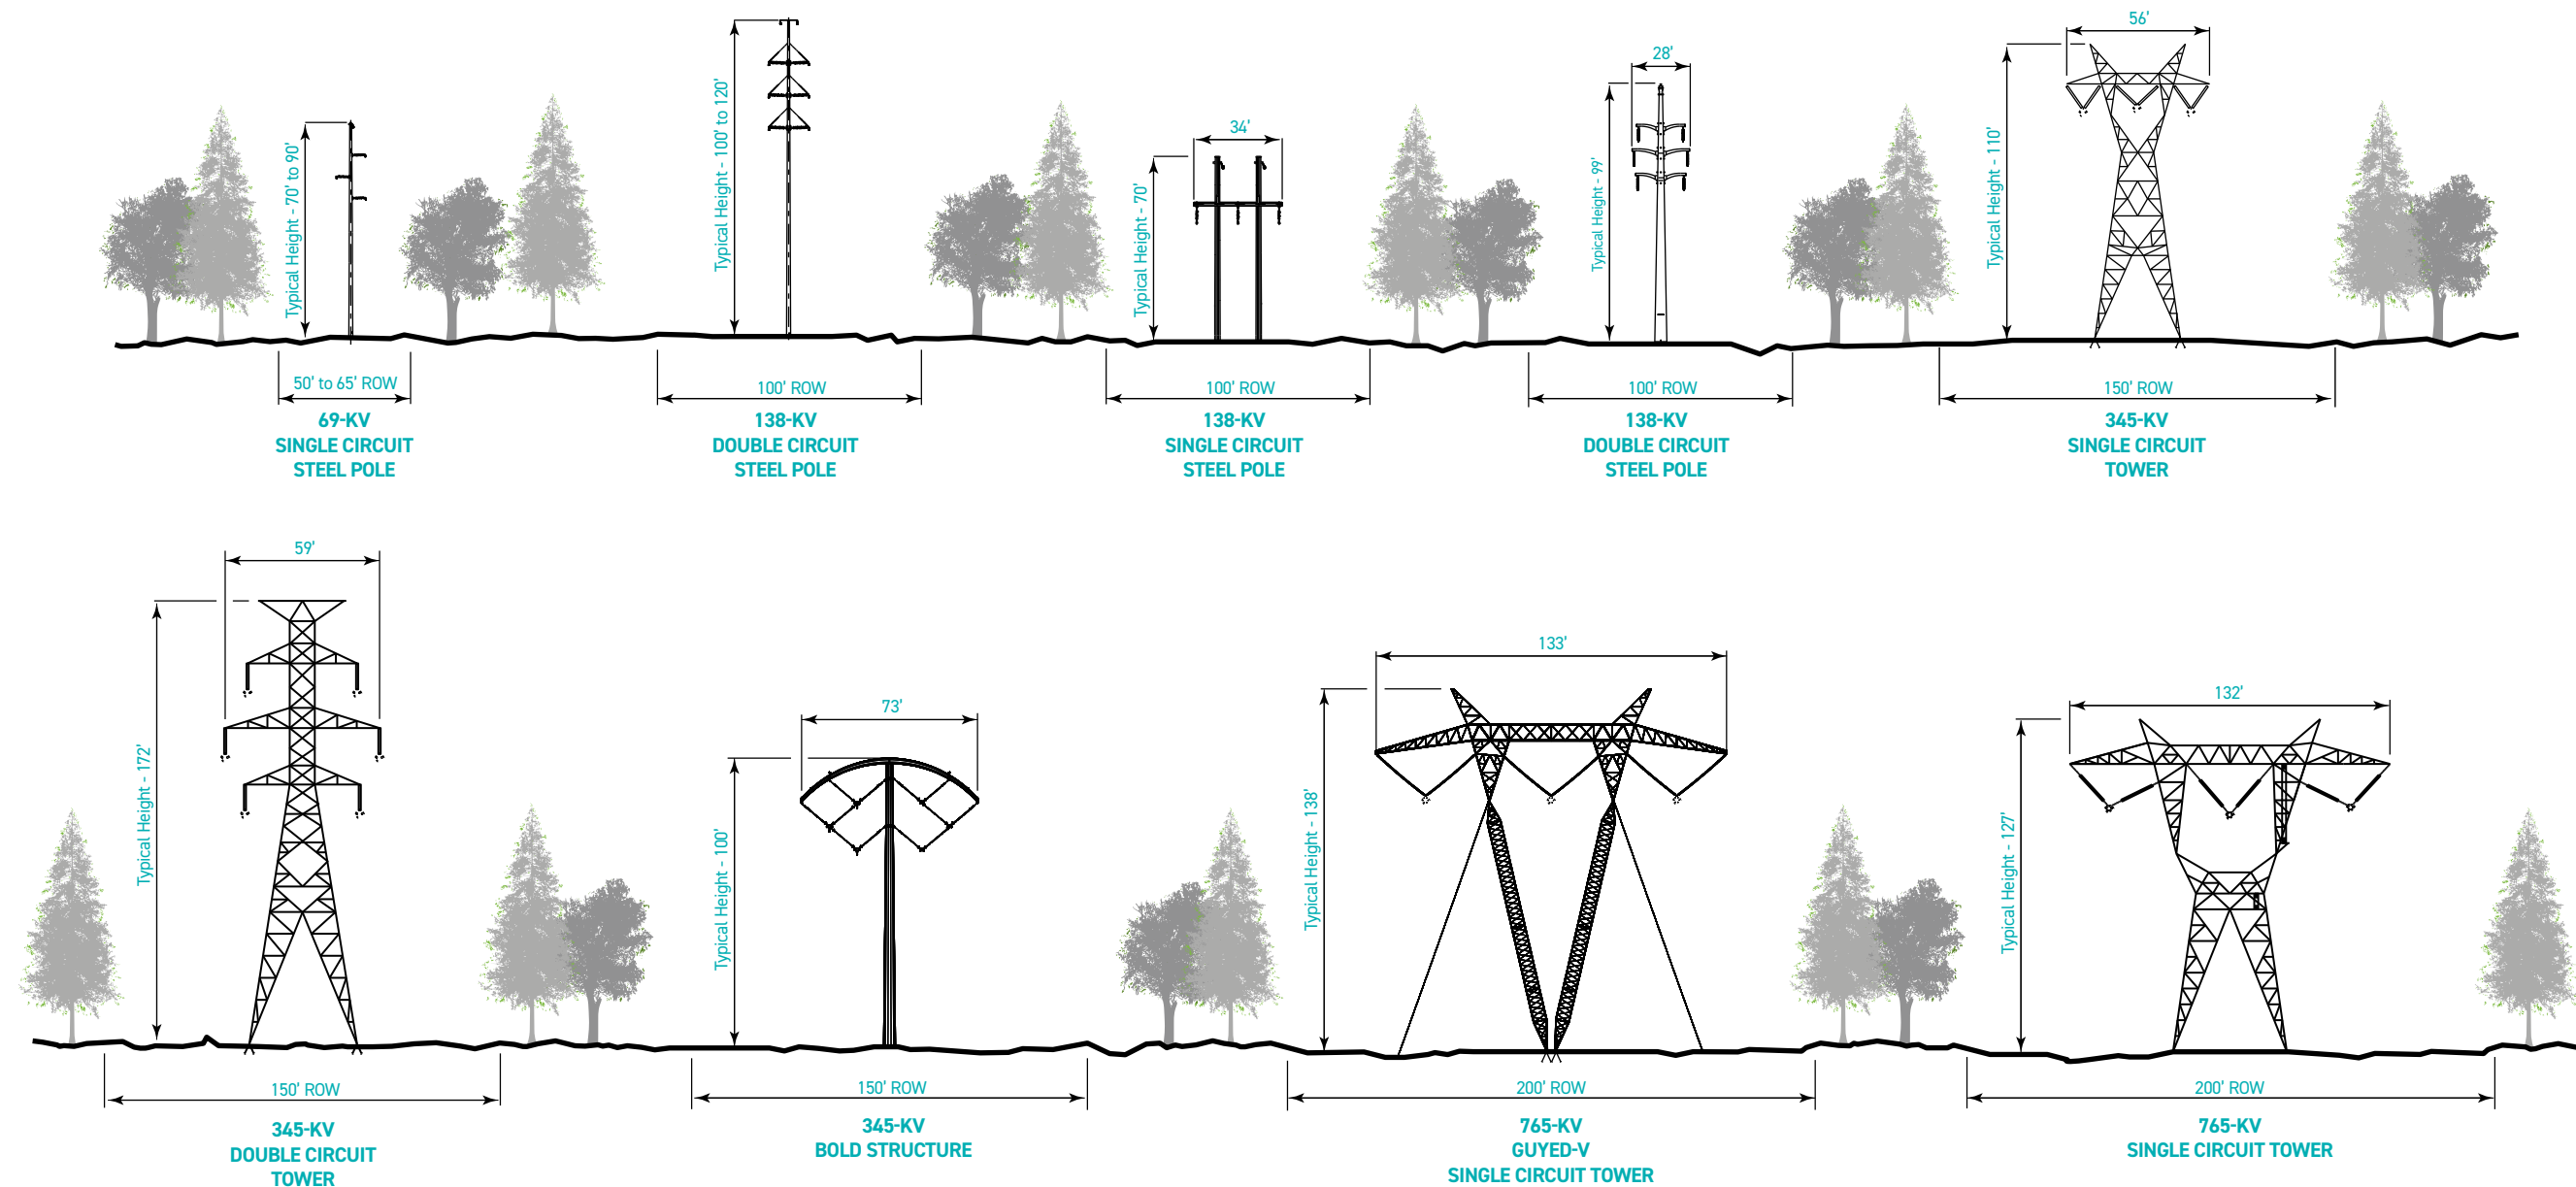 Typical Height - 70' to 90'
50' to 65' ROW
69-KV
SINGLE CIRCUIT
STEEL POLE
Typical Height - 100' to 120'
100' ROW
138-KV
DOUBLE CIRCUIT
STEEL POLE
34'
Typical Height - 70'
100' ROW
138-KV
SINGLE CIRCUIT
STEEL POLE
28'
Typical Height - 99'
100' ROW
138-KV
DOUBLE CIRCUIT
STEEL POLE
56'
Typical Height - 110'
150' ROW
345-KV
SINGLE CIRCUIT
TOWER
59'
Typical Height - 172'
150' ROW
345-KV
DOUBLE CIRCUIT
TOWER
73'
Typical Height - 100'
150' ROW
345-KV
BOLD STRUCTURE
133'
Typical Height - 138'
200' ROW
765-KV
GUYED-V
SINGLE CIRCUIT TOWER
132'
Typical Height - 127'
200' ROW
765-KV
SINGLE CIRCUIT TOWER